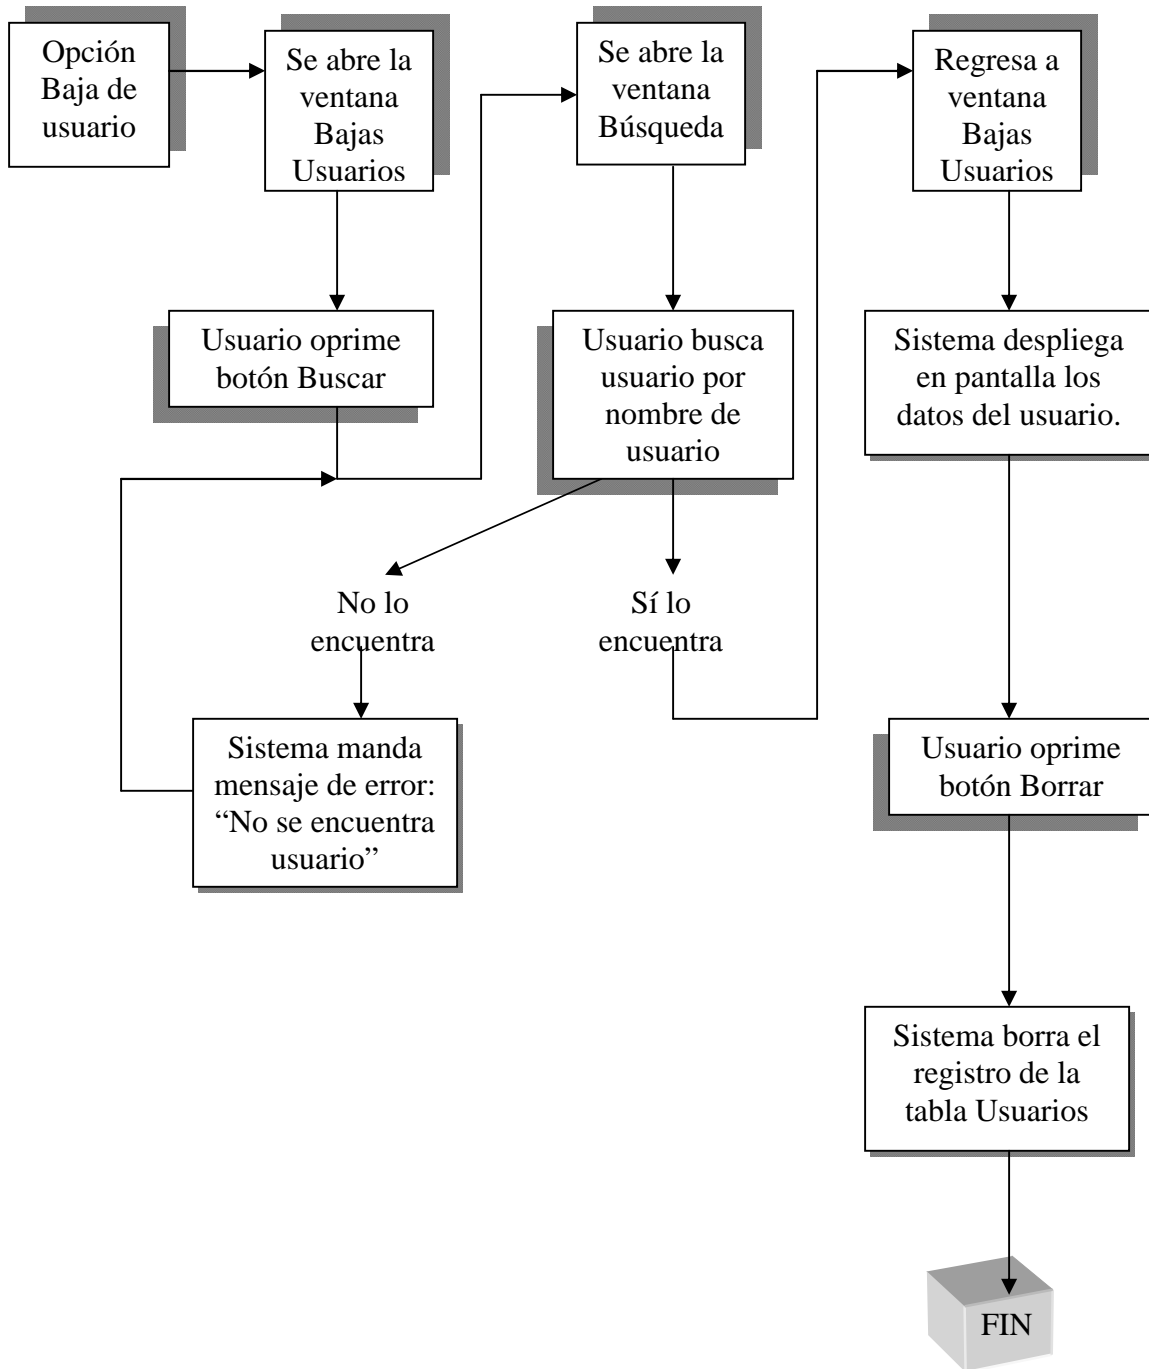 Opción
Baja de
usuario
Se abre la
ventana
Bajas
Usuarios
Usuario oprime
botón Buscar
Se abre la
ventana
Búsqueda
Usuario busca
usuario por
nombre de
usuario
No lo
encuentra
Sistema manda
mensaje de error:
“No se encuentra
usuario”
Sí lo
encuentra
Regresa a
ventana
Bajas
Usuarios
Sistema despliega
en pantalla los
datos del usuario.
Usuario oprime
botón Borrar
Sistema borra el
registro de la
tabla Usuarios
FIN